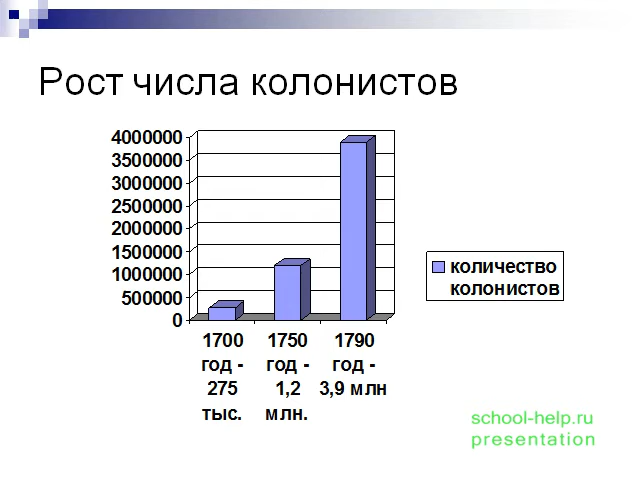 Рост числа колонистов
4000000
3500000
3000000
2500000
2000000
1500000
1000000
500000
0
1700 год - 275 тыс.
1750 год - 1,2 млн.
1790 год - 3,9 млн
количество
колонистов
school-help.ru
presentation